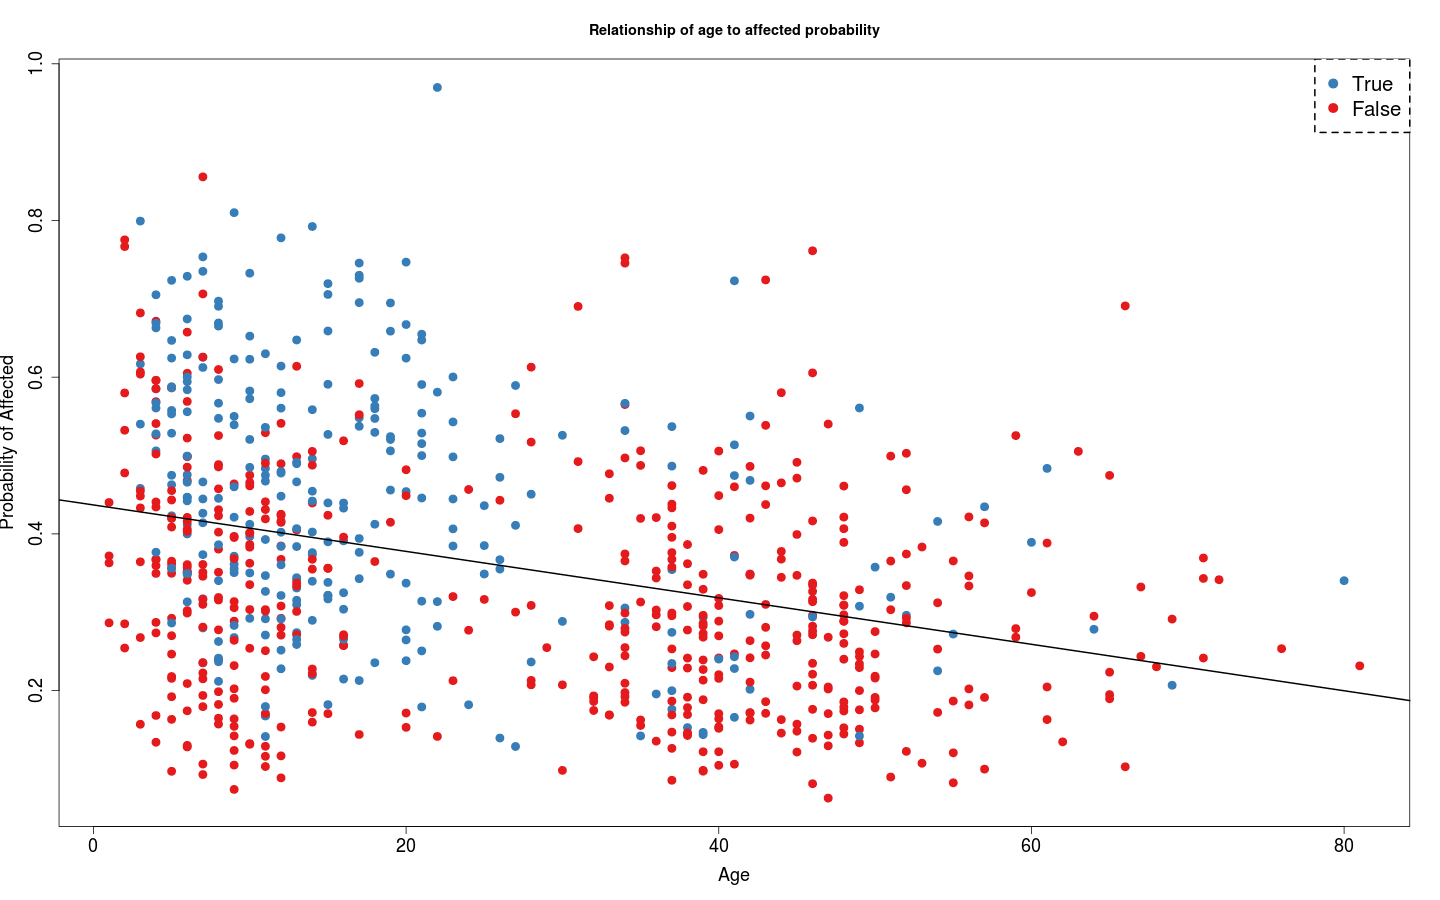 Relationship of age to affected probability
True
False
1.0
0.8
0.6
0.4
0.2
Probability of Affected
0 20 40 60 80
Age